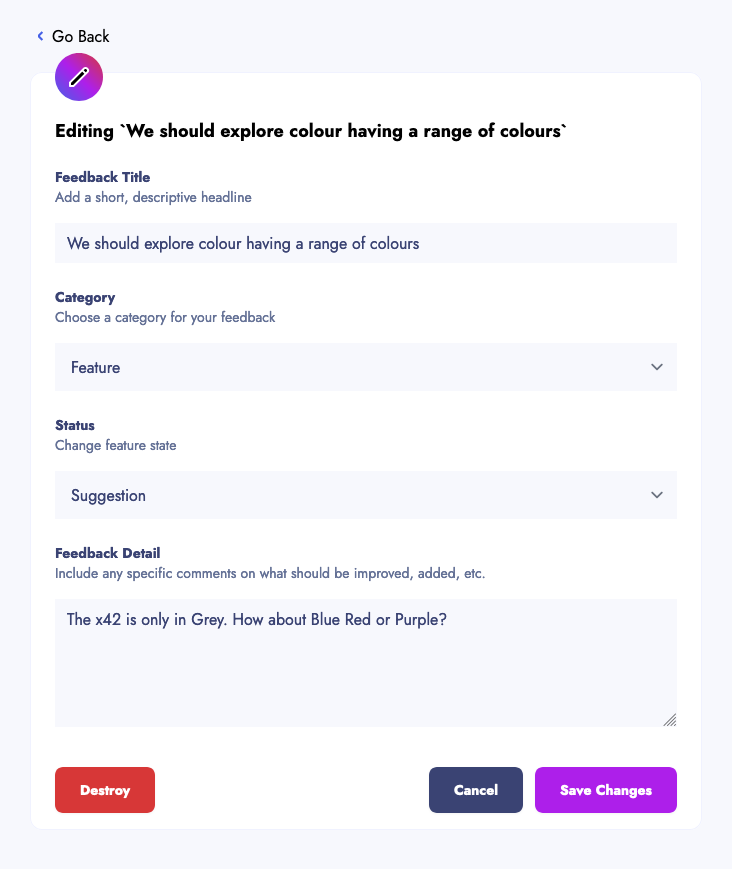 Go Back
Editing `We should explore colour having a range of colours`
Feedback Title
Add a short, descriptive headline
We should explore colour having a range of colours
Category
Choose a category for your feedback
Feature
Status
Change feature state
Suggestion
Feedback Detail
Include any specific comments on what should be improved, added, etc.
The x42 is only in Grey. How about Blue Red or Purple?
Destroy
Cancel
Save Changes